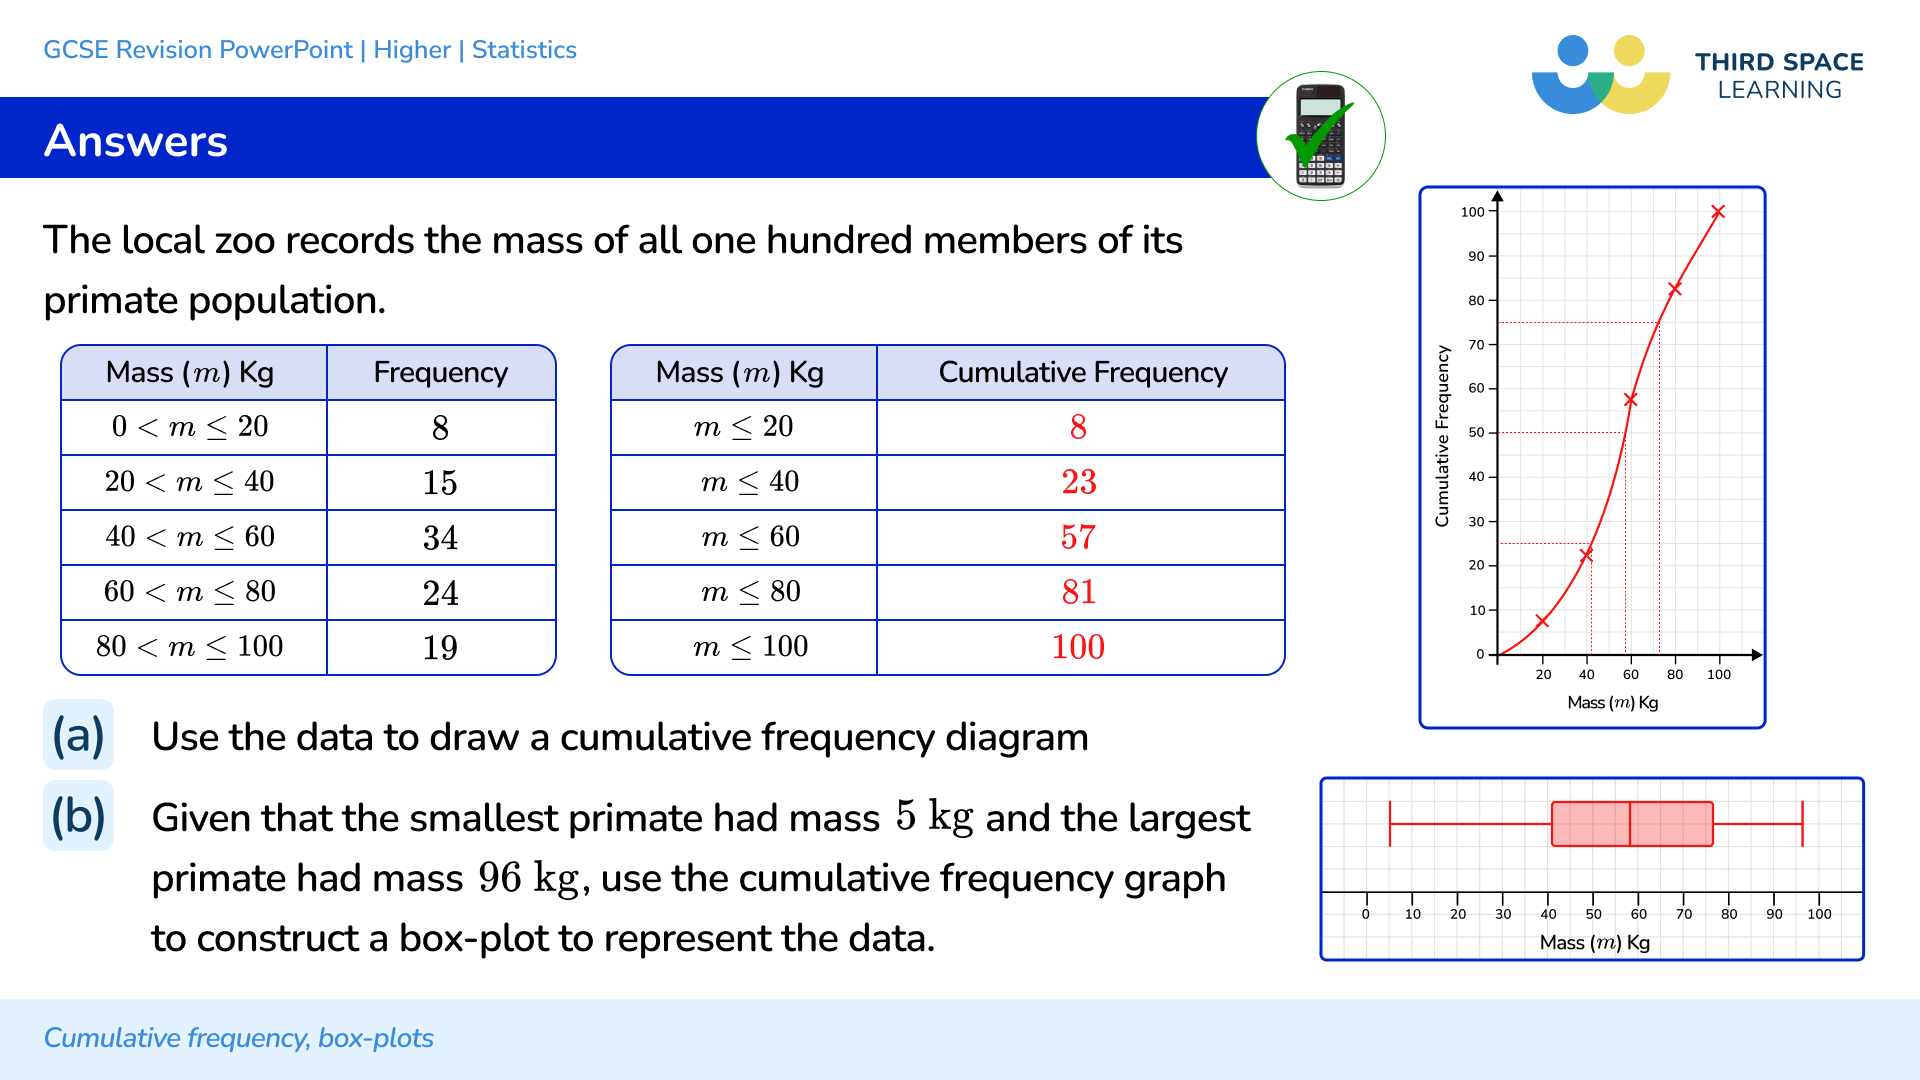 GCSE Revision PowerPoint | Higher | Statistics
THIRD SPACE
LEARNING
Answers
The local zoo records the mass of all one hundred members of its
primate population.
Mass (m) Kg Frequency
0 < m ≤ 20 8
20 < m ≤ 40 15
40 < m ≤ 60 34
60 < m ≤ 80 24
80 < m ≤ 100 19
Mass (m) Kg Cumulative Frequency
m ≤ 20 8
m ≤ 40 23
m ≤ 60 57
m ≤ 80 81
m ≤ 100 100
Cumulative Frequency
100
90
80
70
60
50
40
30
20
10
0
20 40 60 80 100
Mass (m) Kg
(a) Use the data to draw a cumulative frequency diagram
(b) Given that the smallest primate had mass 5 kg and the largest
primate had mass 96 kg, use the cumulative frequency graph
to construct a box-plot to represent the data.
0 10 20 30 40 50 60 70 80 90 100
Mass (m) Kg
Cumulative frequency, box-plots